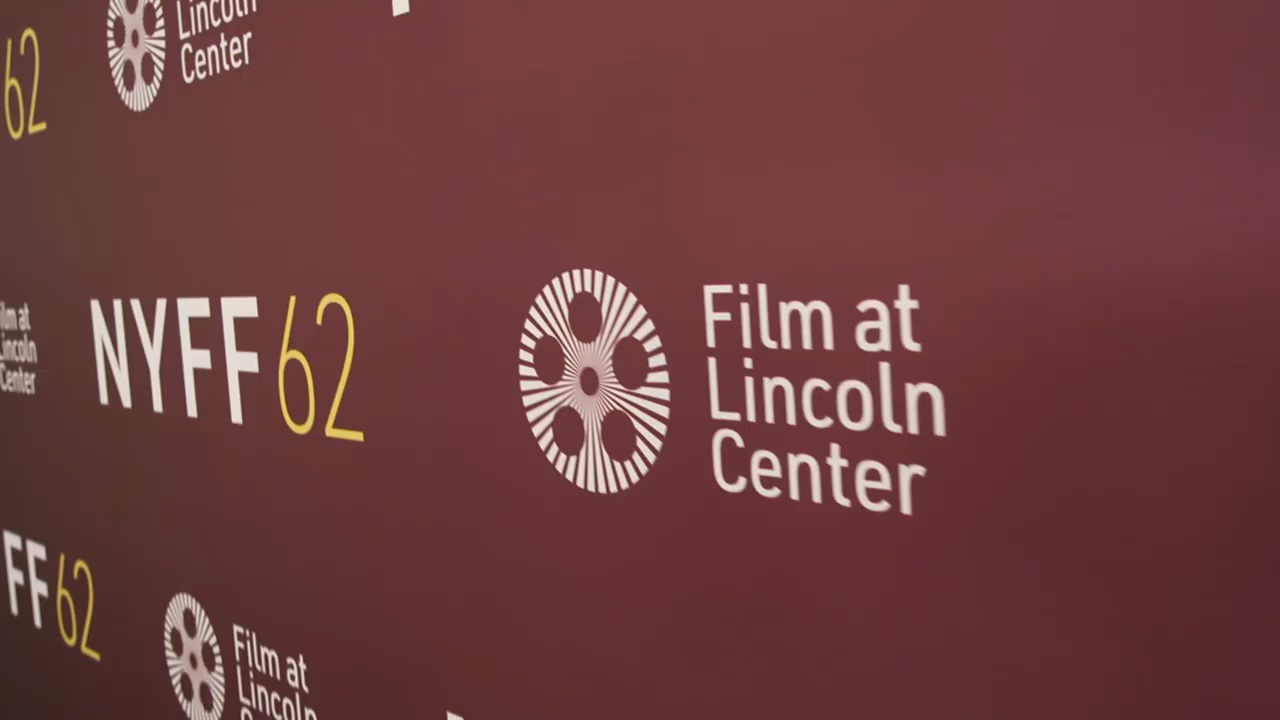 Lincoln
Center
62
Film at
Lincoln
Center
NYFF 62
Film at
Lincoln
Center
FF 62
Film at
Lincoln